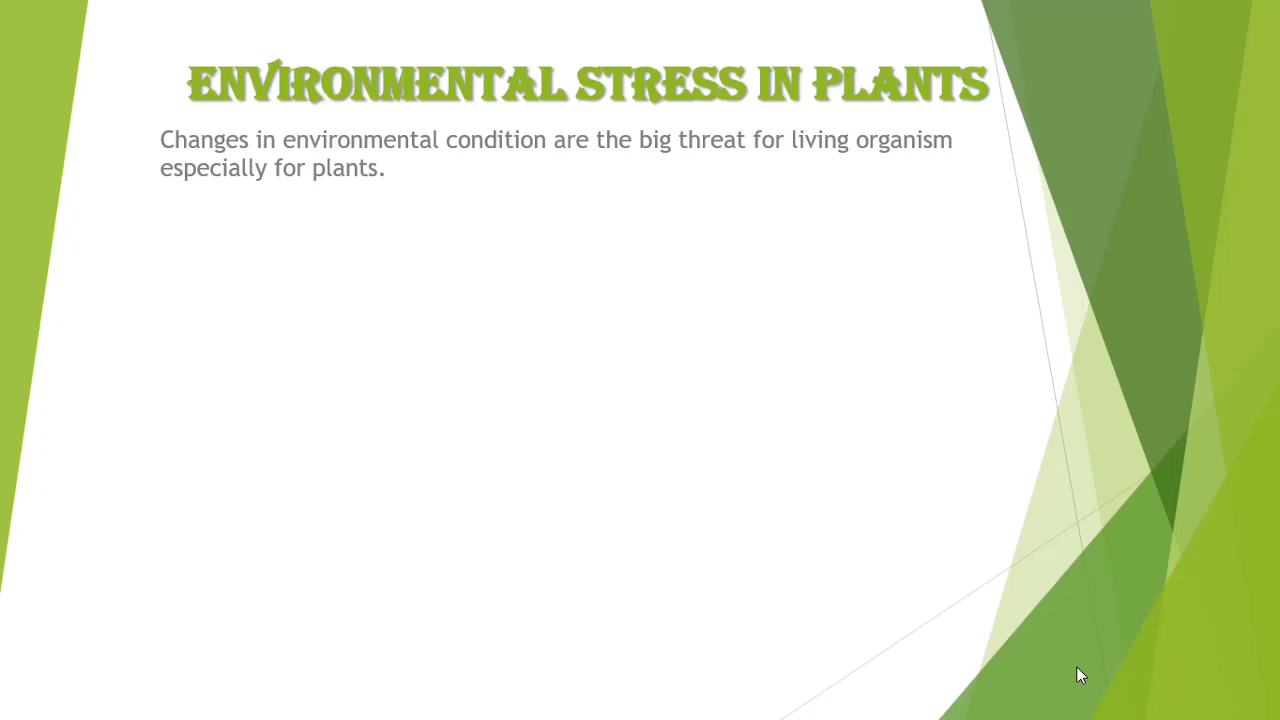 ENVIRONMENTAL STRESS IN PLANTS
Changes in environmental condition are the big threat for living organism
especially for plants.